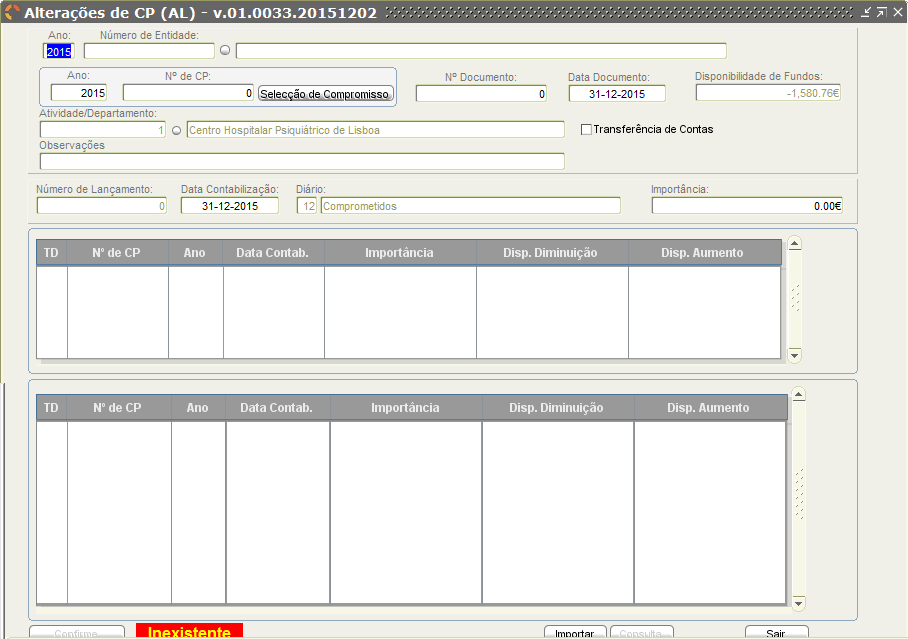 Alterações de CP (AL) - v.01.0033.20151202
Ano: Número de Entidade:
2015
Ano: Nº de CP: Nº Documento: Data Documento: Disponibilidade de Fundos:
2015 0 Selecção de Compromisso 0 31-12-2015 -1,580.76€
Atividade/Departamento:
1 Centro Hospitalar Psiquiátrico de Lisboa Transferência de Contas
Observações
Número de Lançamento: Data Contabilização: Diário: Importância:
0 31-12-2015 12 Comprometidos 0.00€
TD Nº de CP Ano Data Contab. Importância Disp. Diminuição Disp. Aumento
TD Nº de CP Ano Data Contab. Importância Disp. Diminuição Disp. Aumento
Confirme Inexistente Importar Consulta Sair